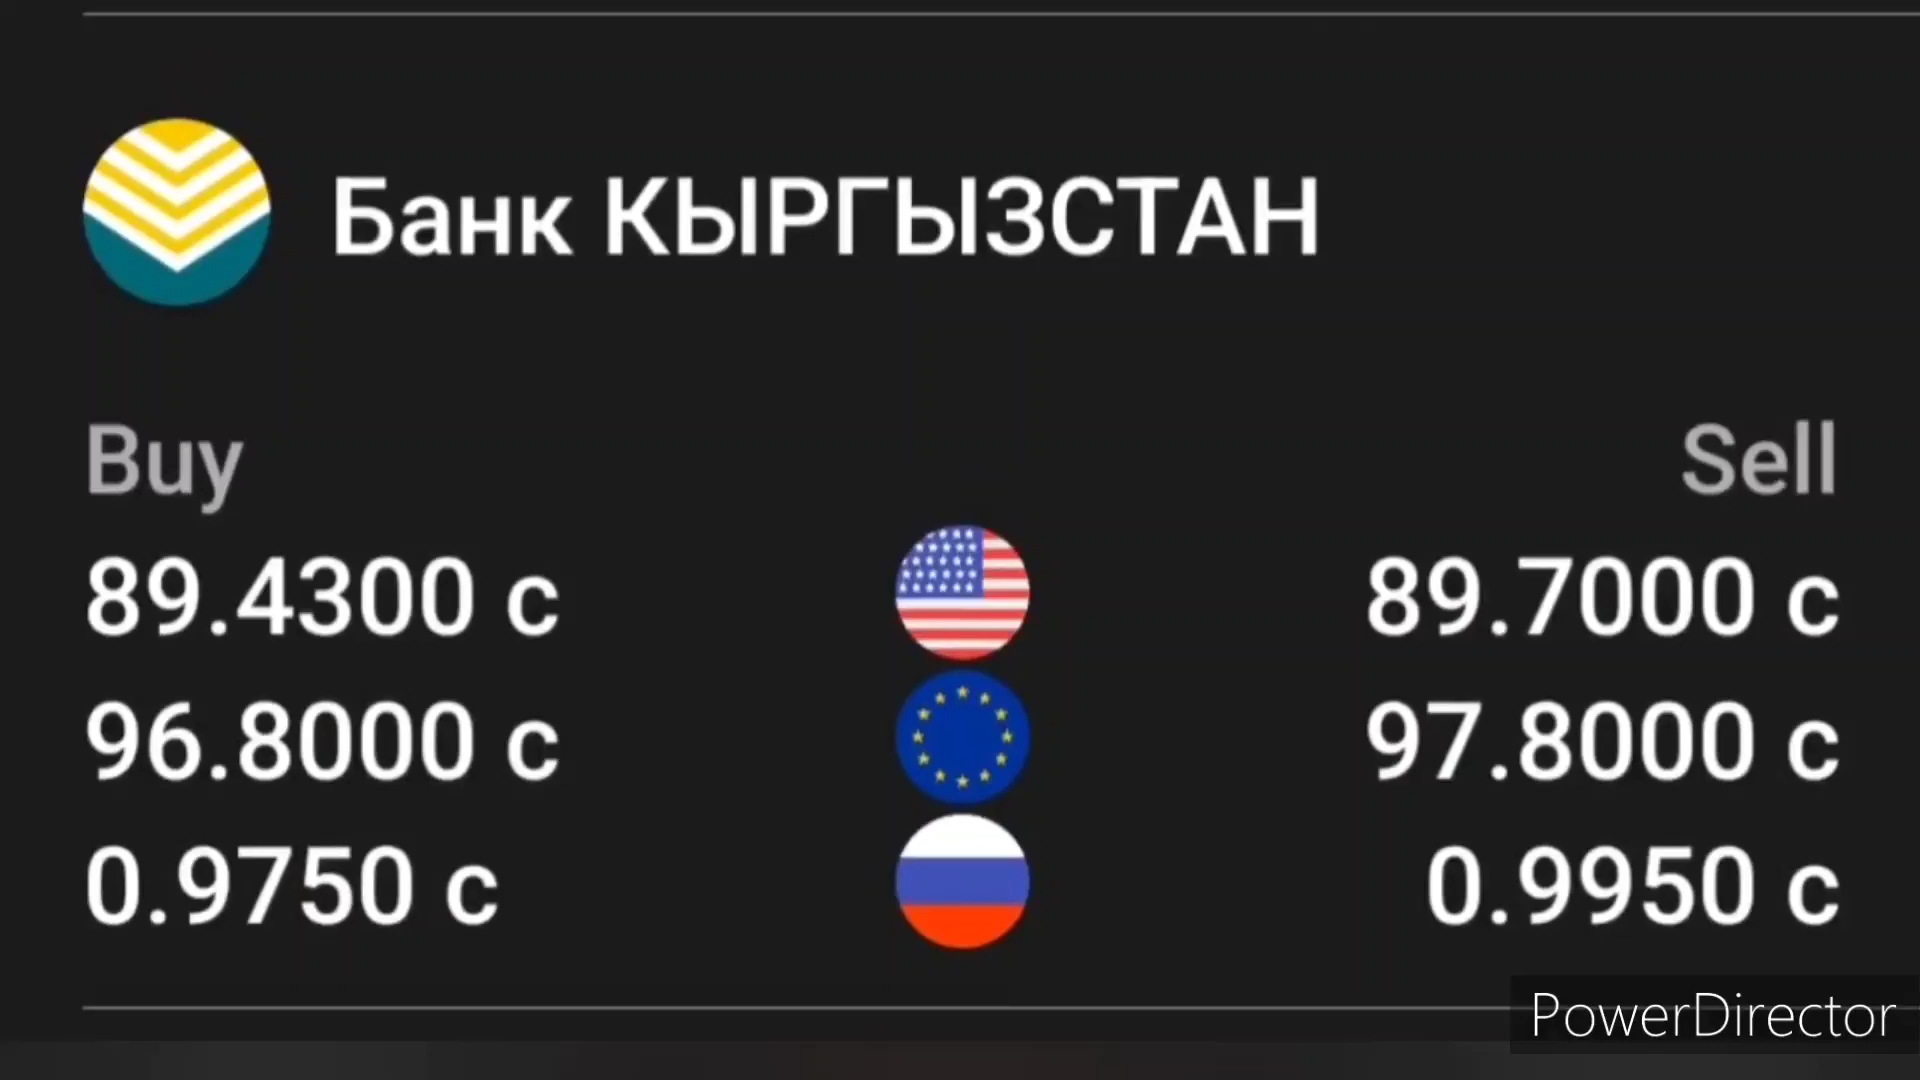 Банк КЫРГЫЗСТАН
Buy Sell
89.4300 с 89.7000 с
96.8000 с 97.8000 с
0.9750 с 0.9950 с
PowerDirector